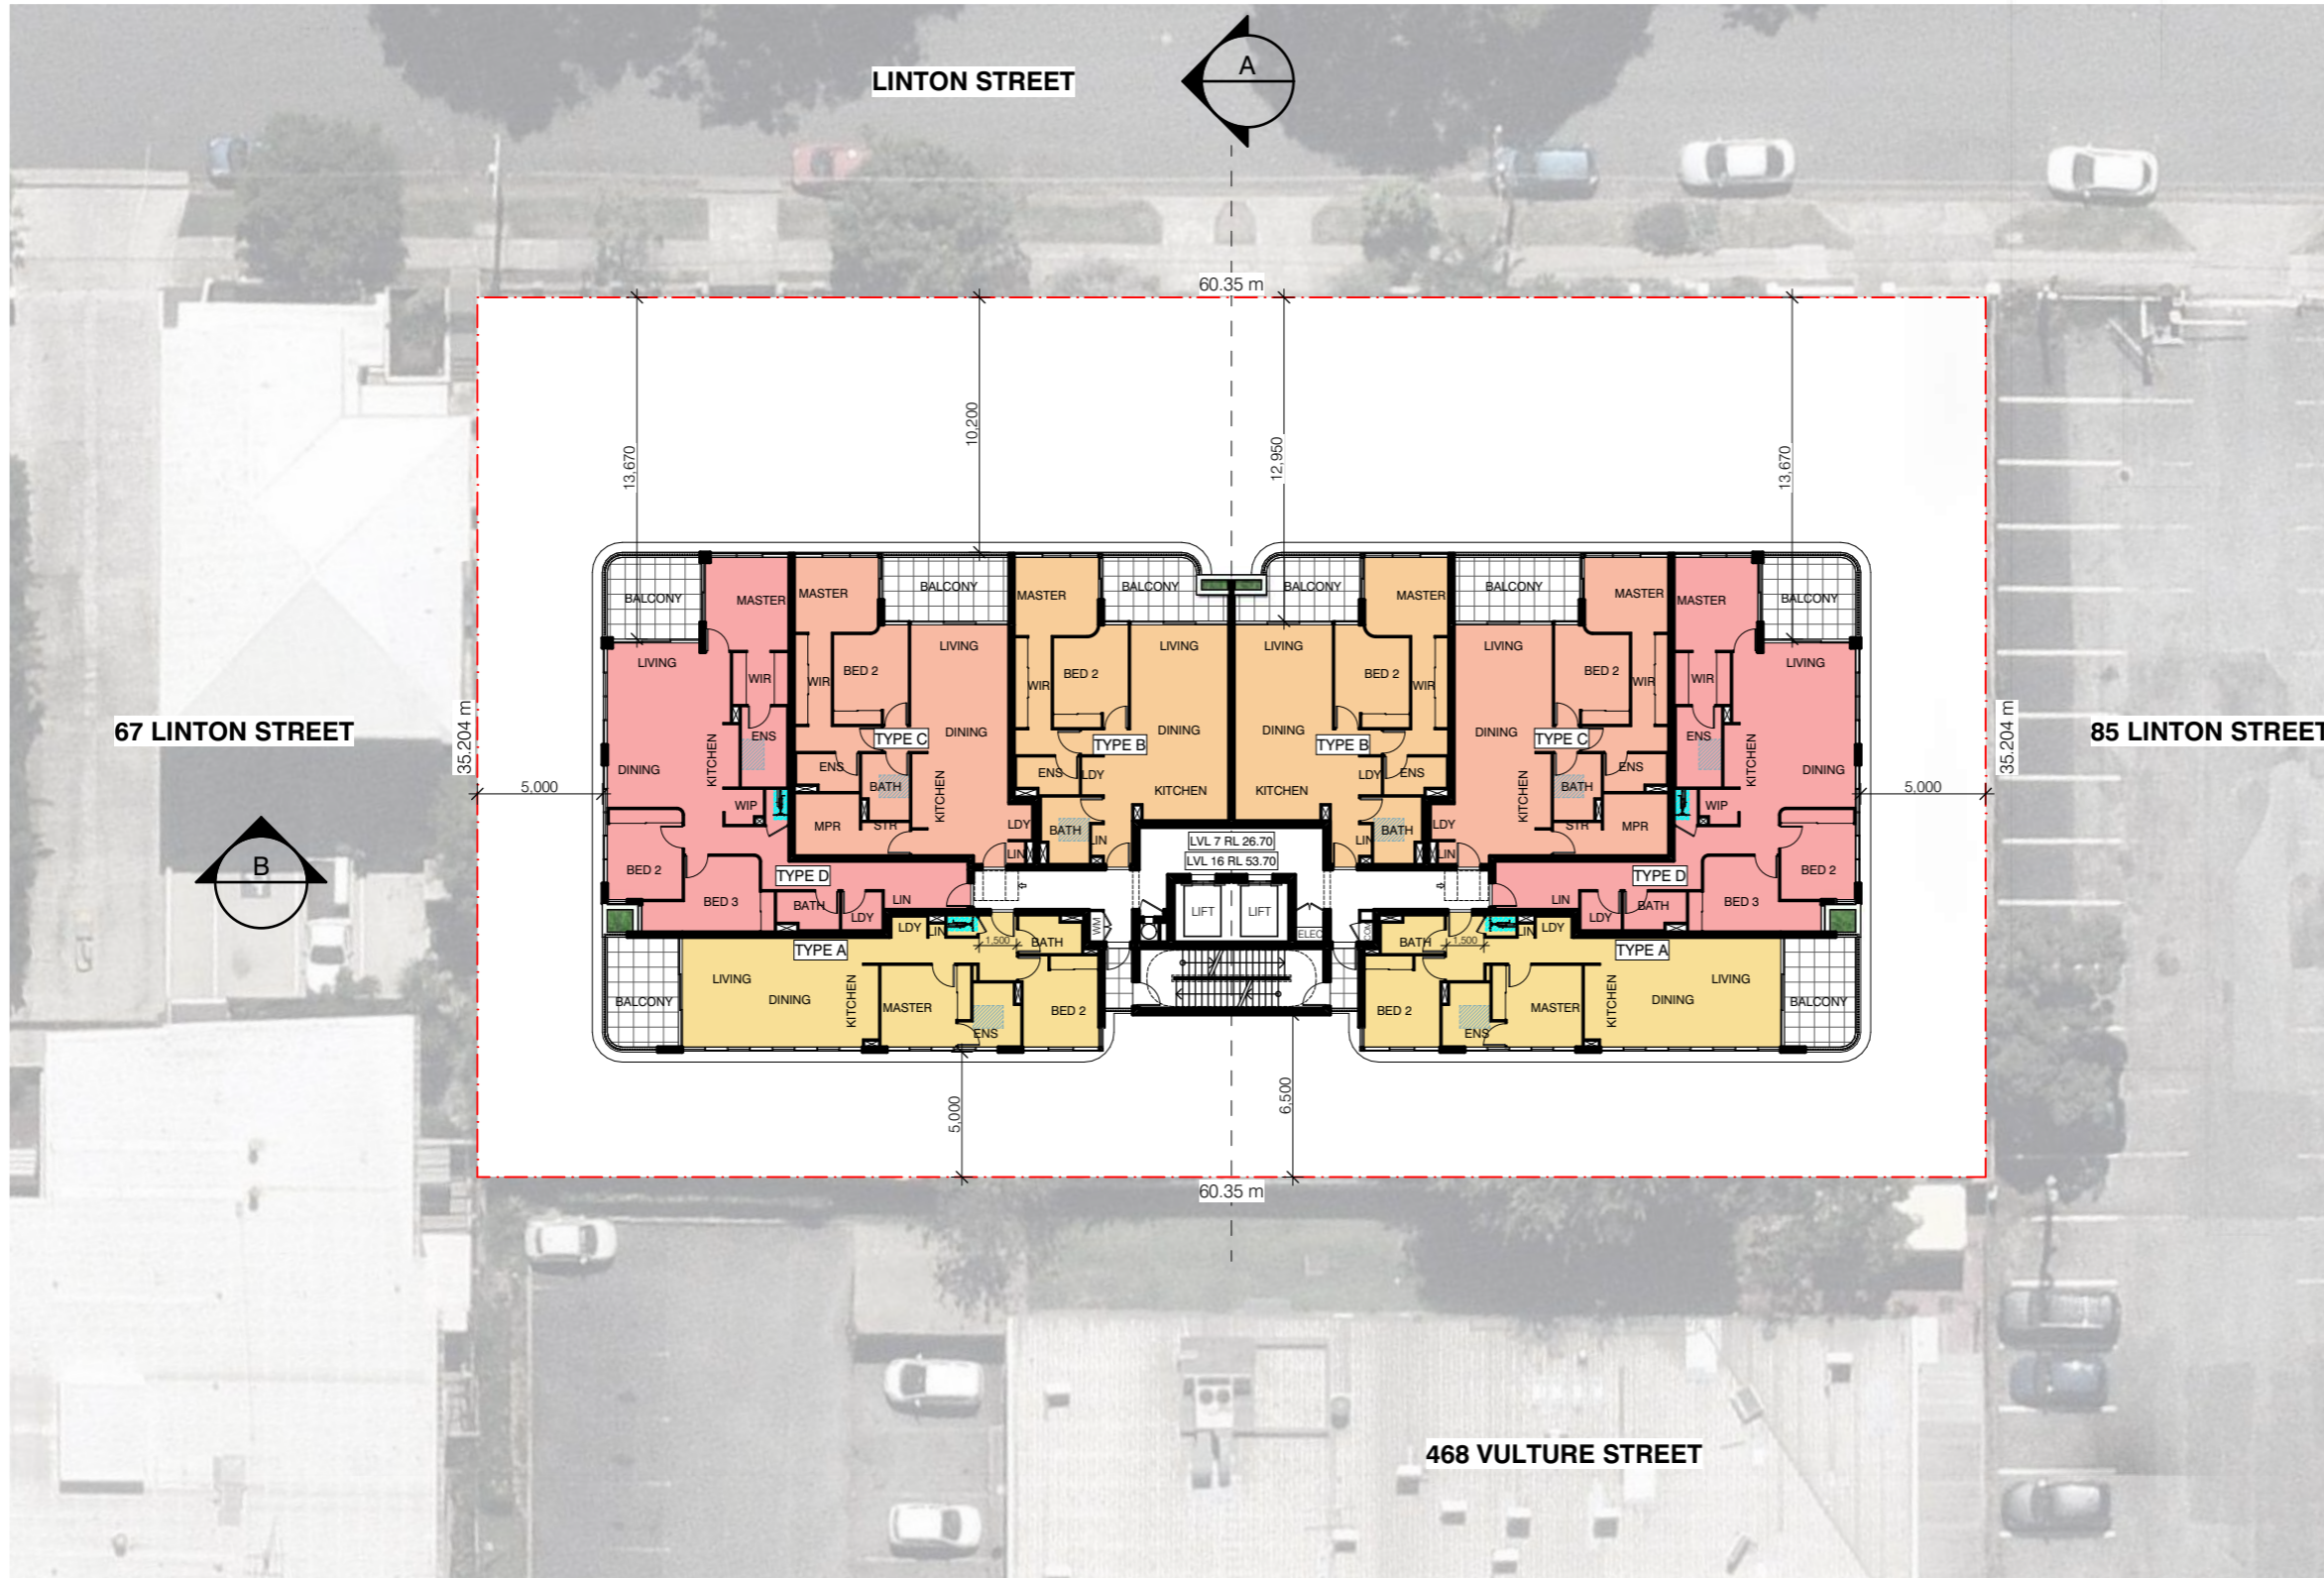 LINTON STREET
A
60.35 m
13,670
10,200
12,950
13,670
BALCONY
MASTER
MASTER
BALCONY
MASTER
BALCONY
BALCONY
MASTER
BALCONY
MASTER
MASTER
BALCONY
LIVING
WIR
WIR
BED 2
LIVING
WIR
BED 2
LIVING
LIVING
BED 2
WIR
LIVING
BED 2
WIR
WIR
LIVING
67 LINTON STREET
35.204 m
5,000
DINING
KITCHEN
ENS
TYPE C
DINING
TYPE B
DINING
DINING
TYPE B
DINING
TYPE C
ENS
KITCHEN
DINING
5,000
35.204 m
85 LINTON STREET
ENS
BATH
KITCHEN
ENS
LDY
KITCHEN
KITCHEN
LDY
ENS
KITCHEN
BATH
ENS
WIP
MPR
STR
LDY
LIN
BATH
LIN
LVL 7 RL 26.70
LVL 16 RL 53.70
LIN
BATH
LDY
LIN
STR
MPR
WIP
B
BED 2
BED 3
TYPE D
BATH
LDY
LIN
LIFT
LIFT
LIN
LDY
TYPE D
BATH
BED 3
BED 2
TYPE A
LDY
LIN
1,500
BATH
WM
ELEC
COM
BATH
1,500
LIN
LDY
TYPE A
BALCONY
LIVING
DINING
KITCHEN
MASTER
ENS
BED 2
BED 2
ENS
MASTER
KITCHEN
DINING
LIVING
BALCONY
5,000
6,500
60.35 m
468 VULTURE STREET